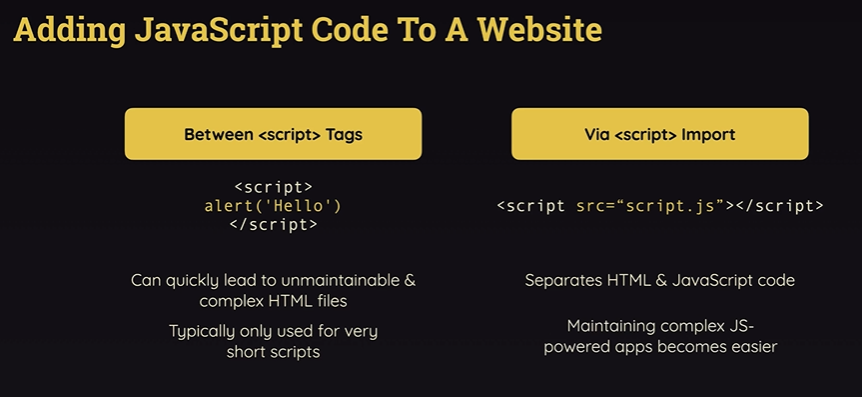 Adding JavaScript Code To A Website
Between <script> Tags
<script>
alert('Hello')
</script>
Can quickly lead to unmaintainable &
complex HTML files
Typically only used for very
short scripts
Via <script> Import
<script src=“script.js”></script>
Separates HTML & JavaScript code
Maintaining complex JS-
powered apps becomes easier